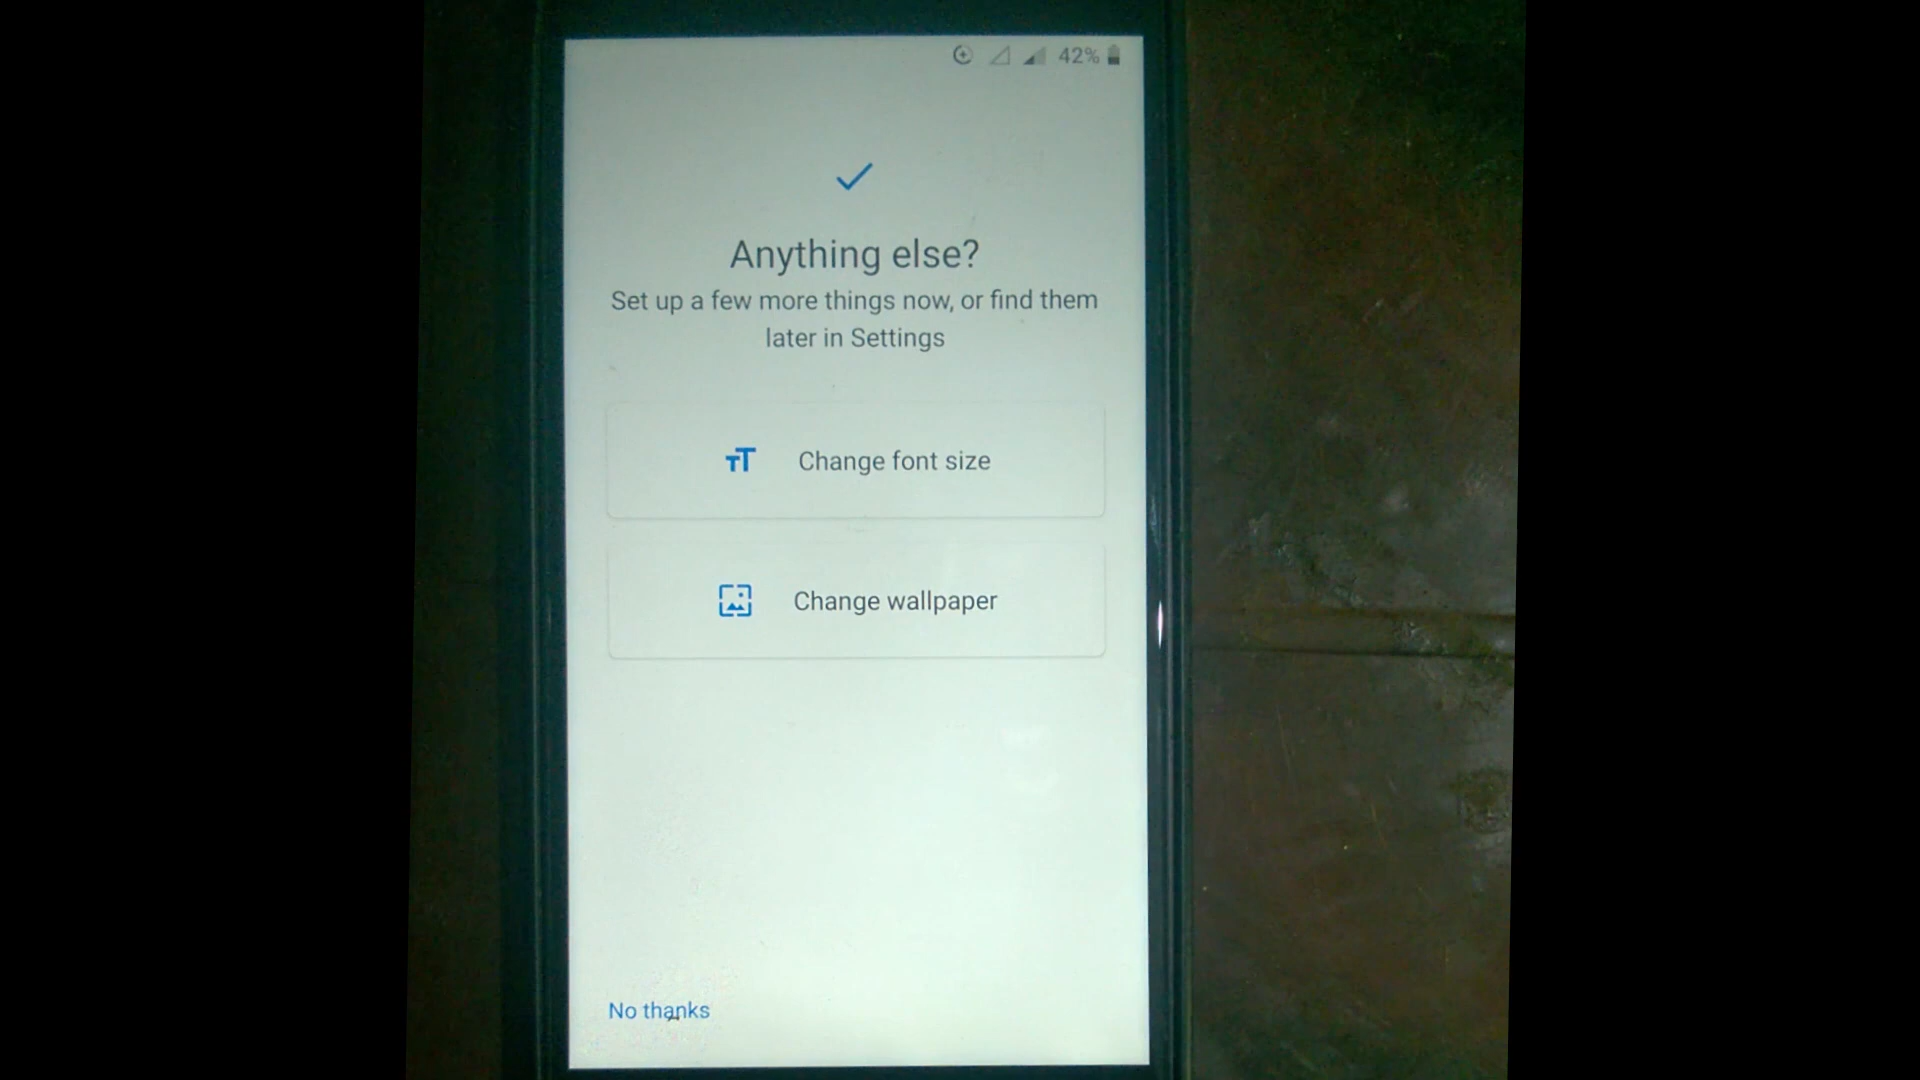 42%
Anything else?
Set up a few more things now, or find them
later in Settings
Change font size
Change wallpaper
No thanks